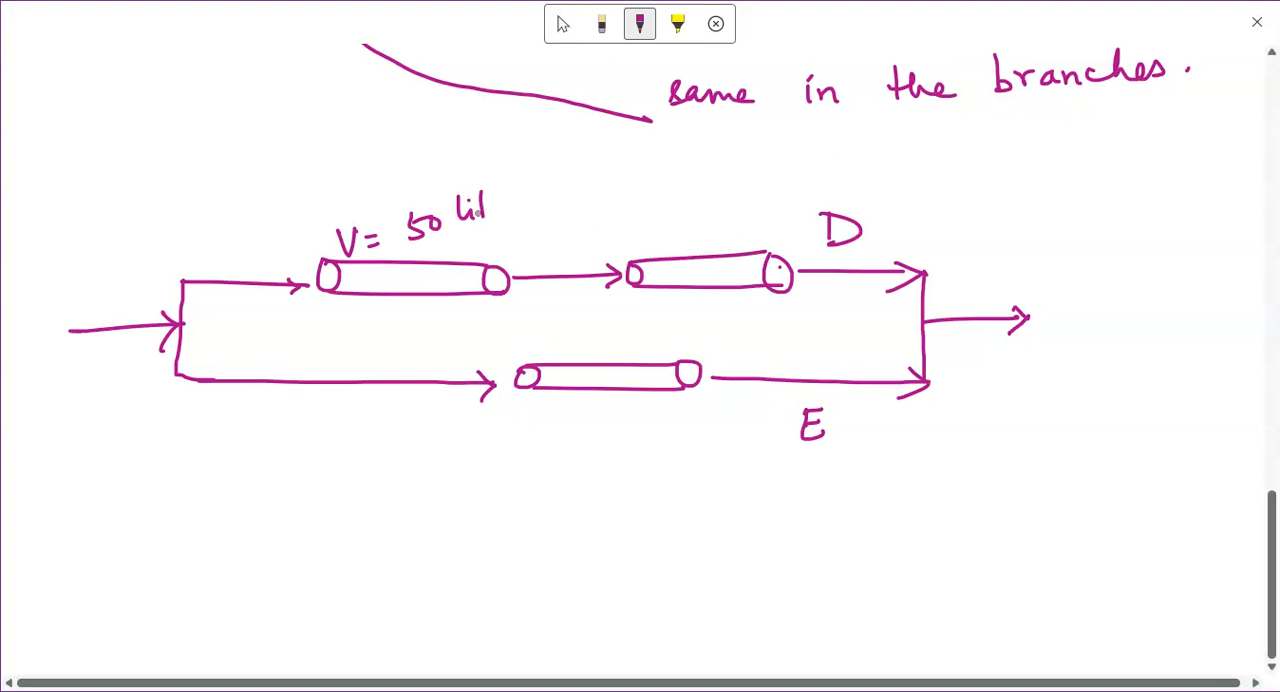 same in the branches.
V = 50 lit
D
E